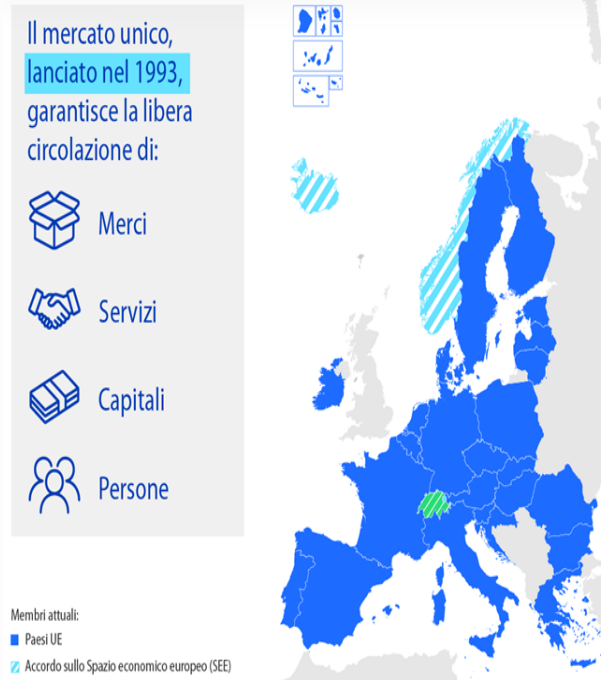 Il mercato unico,
lanciato nel 1993,
garantisce la libera
circolazione di:
Merci
Servizi
Capitali
Persone
Membri attuali:
Paesi UE
Accordo sullo Spazio economico europeo (SEE)